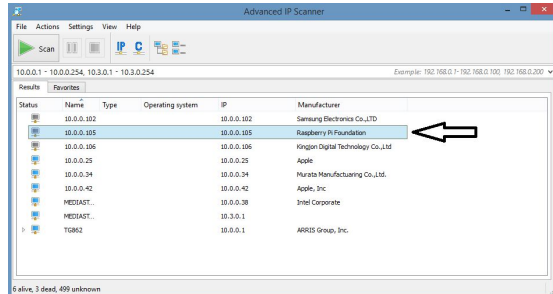 Advanced IP Scanner
File Actions Settings View Help
Scan IP C
10.0.0.1 - 10.0.0.254, 10.3.0.1 - 10.3.0.254 Example: 192.168.0.1-192.168.0.100, 192.168.0.200
Results Favorites
Status Name Type Operating system IP Manufacturer
10.0.0.102 10.0.0.102 Samsung Electronics Co.,LTD
10.0.0.105 10.0.0.105 Raspberry Pi Foundation
10.0.0.106 10.0.0.106 Kingjon Digital Technology Co.,Ltd
10.0.0.25 10.0.0.25 Apple
10.0.0.34 10.0.0.34 Murata Manufactuaring Co.,Ltd.
10.0.0.42 10.0.0.42 Apple, Inc
MEDIAST... 10.0.0.38 Intel Corporate
MEDIAST... 10.3.0.1
TG862 10.0.0.1 ARRIS Group, Inc.
6 alive, 3 dead, 499 unknown